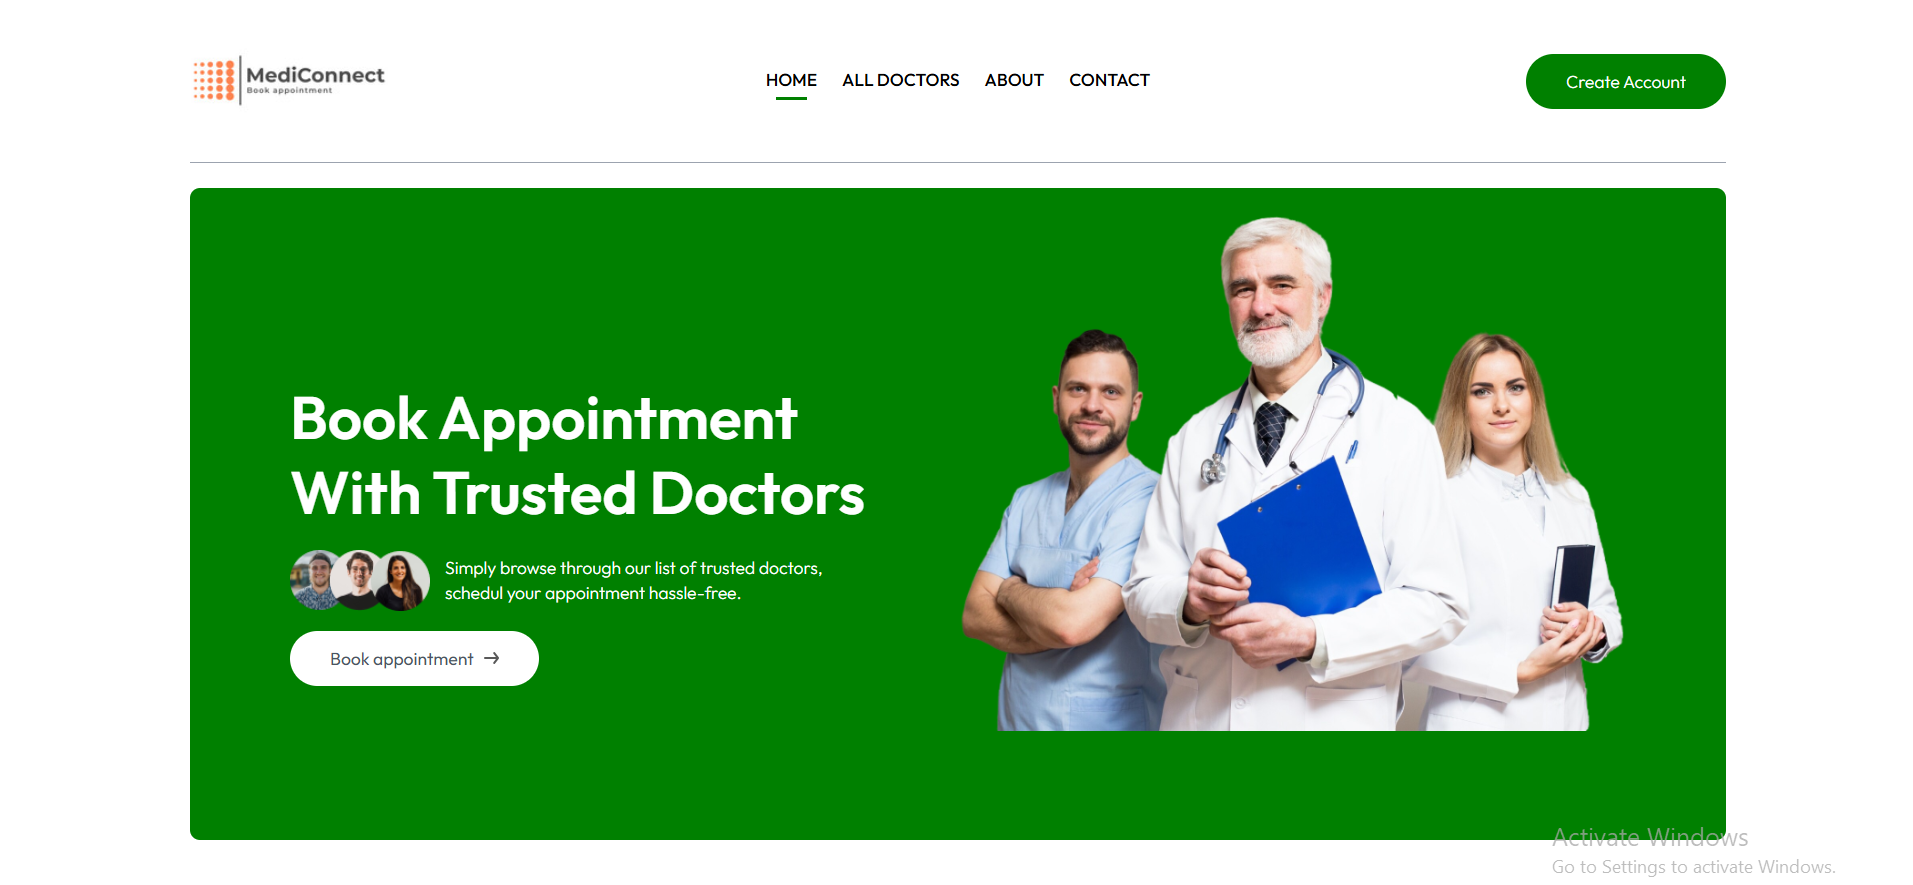 MediConnect
Book appointment
HOME
ALL DOCTORS
ABOUT
CONTACT
Create Account
Book Appointment
With Trusted Doctors
Simply browse through our list of trusted doctors,
schedul your appointment hassle-free.
Book appointment →
Activate Windows
Go to Settings to activate Windows.